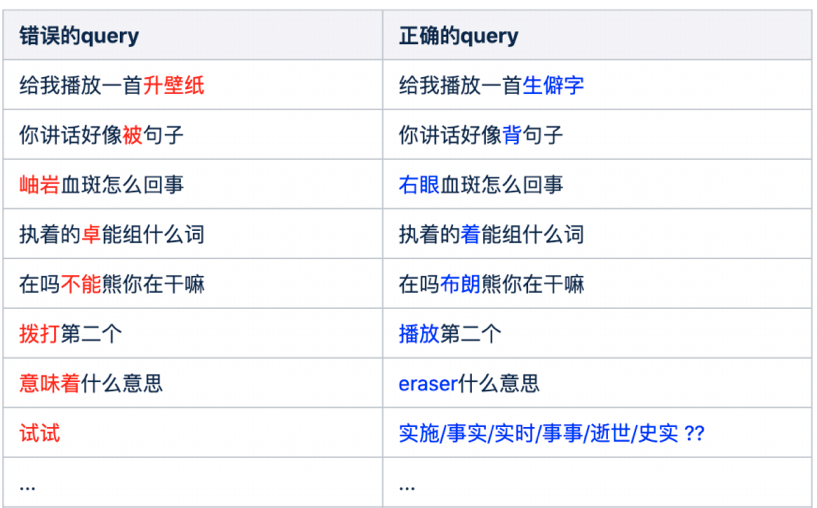 错误的query 正确的query
给我播放一首升壁纸 给我播放一首生僻字
你讲话好像被句子 你讲话好像背句子
岫岩血斑怎么回事 右眼血斑怎么回事
执着的卓能组什么词 执着的着能组什么词
在吗不能熊你在干嘛 在吗布朗熊你在干嘛
拨打第二个 播放第二个
意味着什么意思 eraser什么意思
试试 实施/事实/实时/事事/逝世/史实 ??
... ...